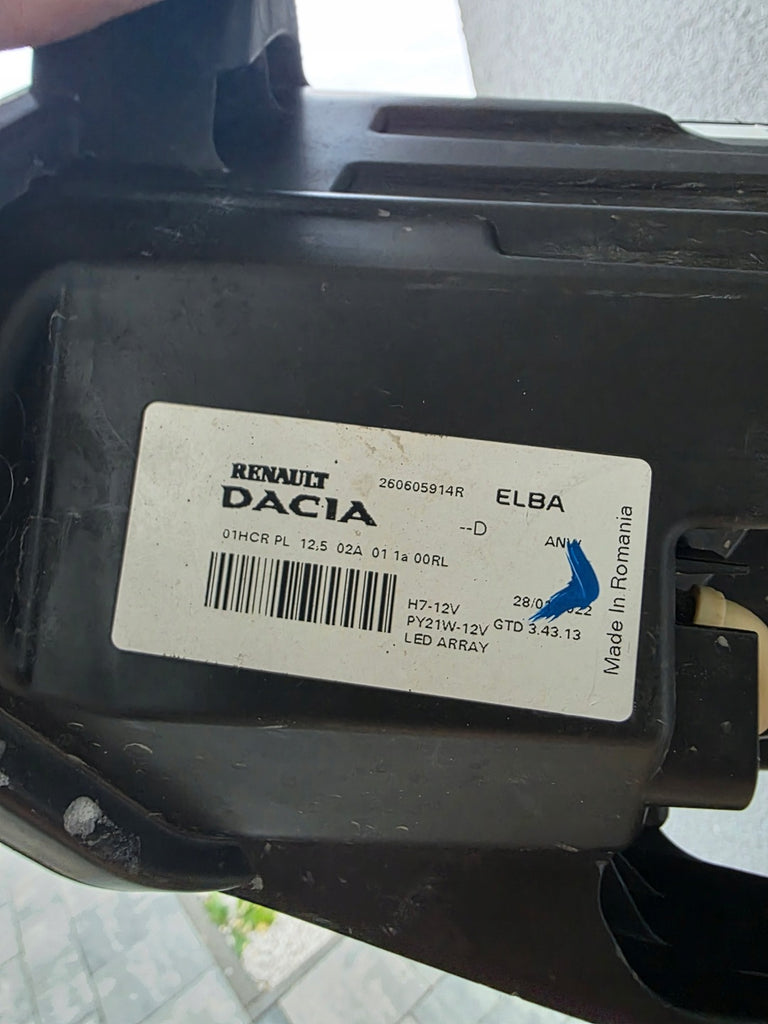 RENAULT
DACIA
260605914R ELBA
--D
01HCR PL 12,5 02A 01 1a 00RL
H7-12V
PY21W-12V GTD 3.43.13
LED ARRAY
Made In Romania